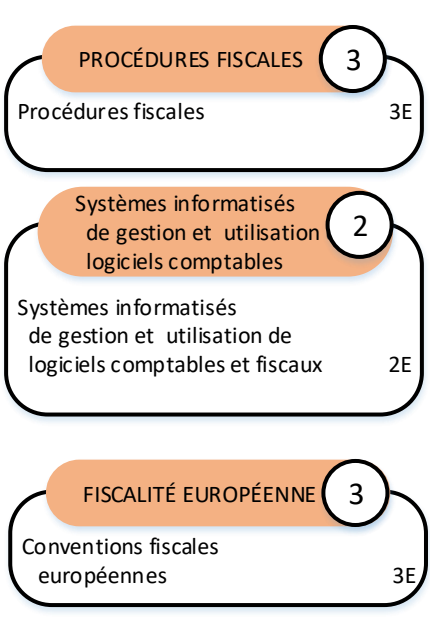 PROCÉDURES FISCALES 3
Procédures fiscales 3E
Systèmes informatisés
de gestion et utilisation 2
logiciels comptables
Systèmes informatisés
de gestion et utilisation de
logiciels comptables et fiscaux 2E
FISCALITÉ EUROPÉENNE 3
Conventions fiscales
européennes 3E